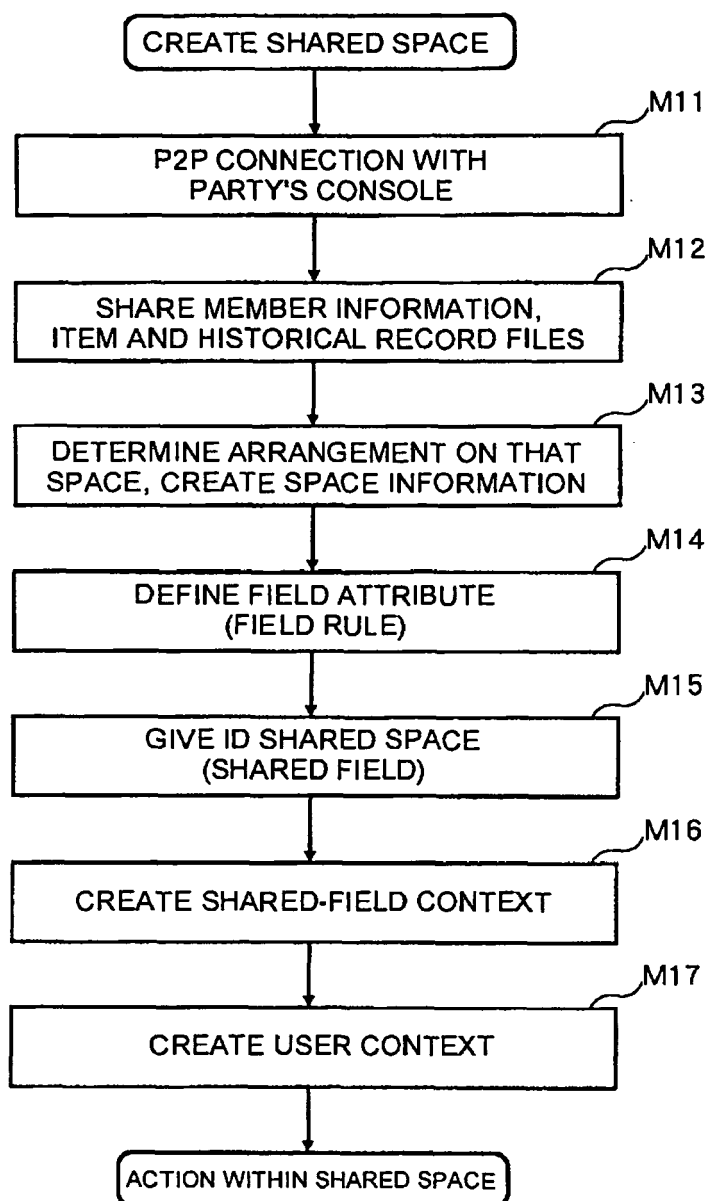 CREATE SHARED SPACE
M11
P2P CONNECTION WITH
PARTY'S CONSOLE
M12
SHARE MEMBER INFORMATION,
ITEM AND HISTORICAL RECORD FILES
M13
DETERMINE ARRANGEMENT ON THAT
SPACE, CREATE SPACE INFORMATION
M14
DEFINE FIELD ATTRIBUTE
(FIELD RULE)
M15
GIVE ID SHARED SPACE
(SHARED FIELD)
M16
CREATE SHARED-FIELD CONTEXT
M17
CREATE USER CONTEXT
ACTION WITHIN SHARED SPACE